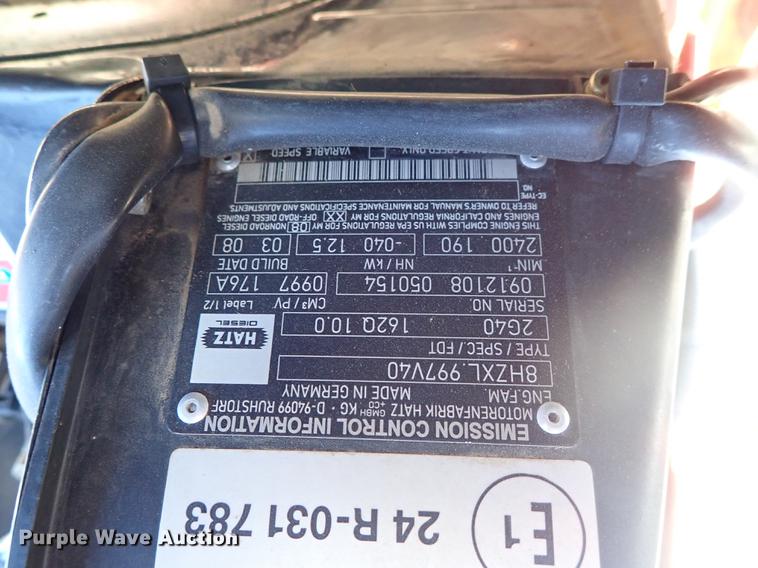 E1
24 R-031 783
EMISSION CONTROL INFORMATION
MOTORENFABRIK HATZ GMBH +CO KG · D-94099 RUHSTORF
ENG.FAM. MADE IN GERMANY
8HZXL.997V40
TYPE / SPEC. / FDT
2G40 162Q 10.0
HATZ
DIESEL
SERIAL NO. CM³ / PV Label 1/2
0912108 050154 0997 176A
MIN⁻¹ NH / kW BUILD DATE
2400 190 -040 12.5 03 08
THIS ENGINE COMPLIES WITH US EPA REGULATIONS FOR MY 08 NONROAD DIESEL
ENGINES AND CALIFORNIA REGULATIONS FOR MY XX OFF-ROAD DIESEL ENGINES
REFER TO OWNERS MANUAL FOR MAINTENANCE SPECIFICATIONS AND ADJUSTMENTS.
EC-TYPE
NO.
SPEED ONLY VARIABLE SPEED X
Purple Wave Auction